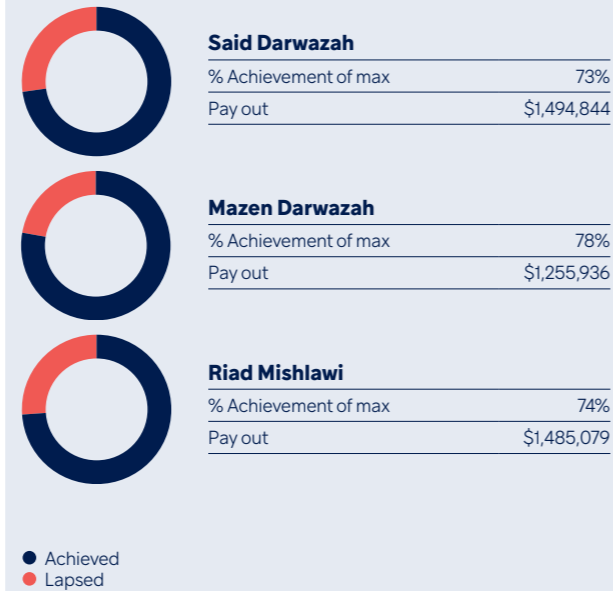 Said Darwazah
% Achievement of max 73%
Pay out $1,494,844
Mazen Darwazah
% Achievement of max 78%
Pay out $1,255,936
Riad Mishlawi
% Achievement of max 74%
Pay out $1,485,079
Achieved
Lapsed